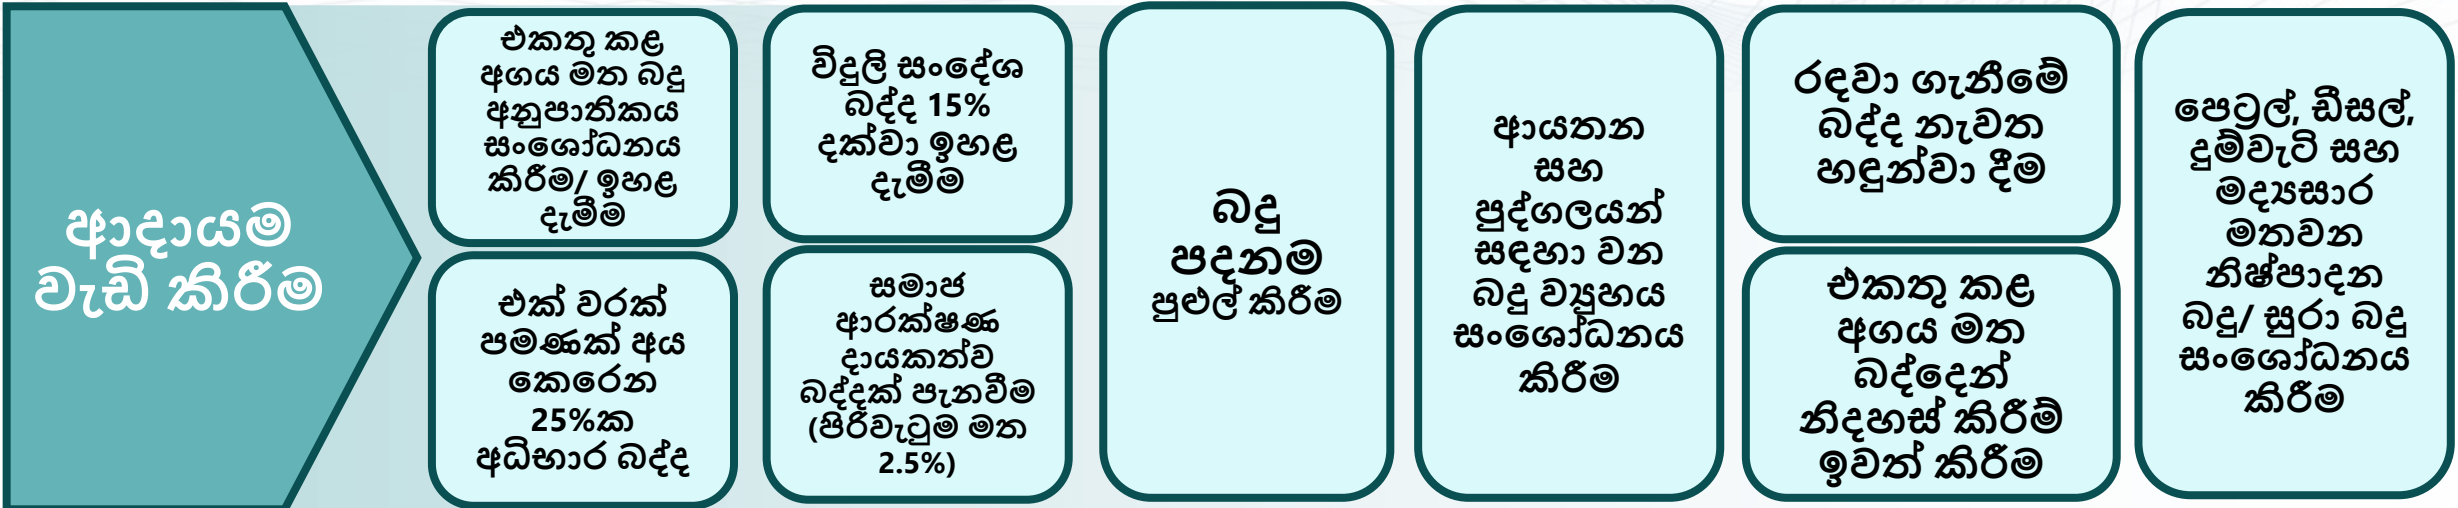 ආදායම
වැඩි කිරීම
එකතු කළ
අගය මත බදු
අනුපාතිකය
සංශෝධනය
කිරීම/ ඉහළ
දැමීම
එක් වරක්
පමණක් අය
කෙරෙන
25%ක
අධිභාර බද්ද
විදුලි සංදේශ
බද්ද 15%
දක්වා ඉහළ
දැමීම
සමාජ
ආරක්ෂණ
දායකත්ව
බද්දක් පැනවීම
(පිරිවැටුම මත
2.5%)
බදු
පදනම
පුළුල් කිරීම
ආයතන
සහ
පුද්ගලයන්
සඳහා වන
බදු ව්‍යුහය
සංශෝධනය
කිරීම
රඳවා ගැනීමේ
බද්ද නැවත
හඳුන්වා දීම
එකතු කළ
අගය මත
බද්දෙන්
නිදහස් කිරීම්
ඉවත් කිරීම
පෙට්‍රල්, ඩීසල්,
දුම්වැටි සහ
මද්‍යසාර
මතවන
නිෂ්පාදන
බදු/ සුරා බදු
සංශෝධනය
කිරීම